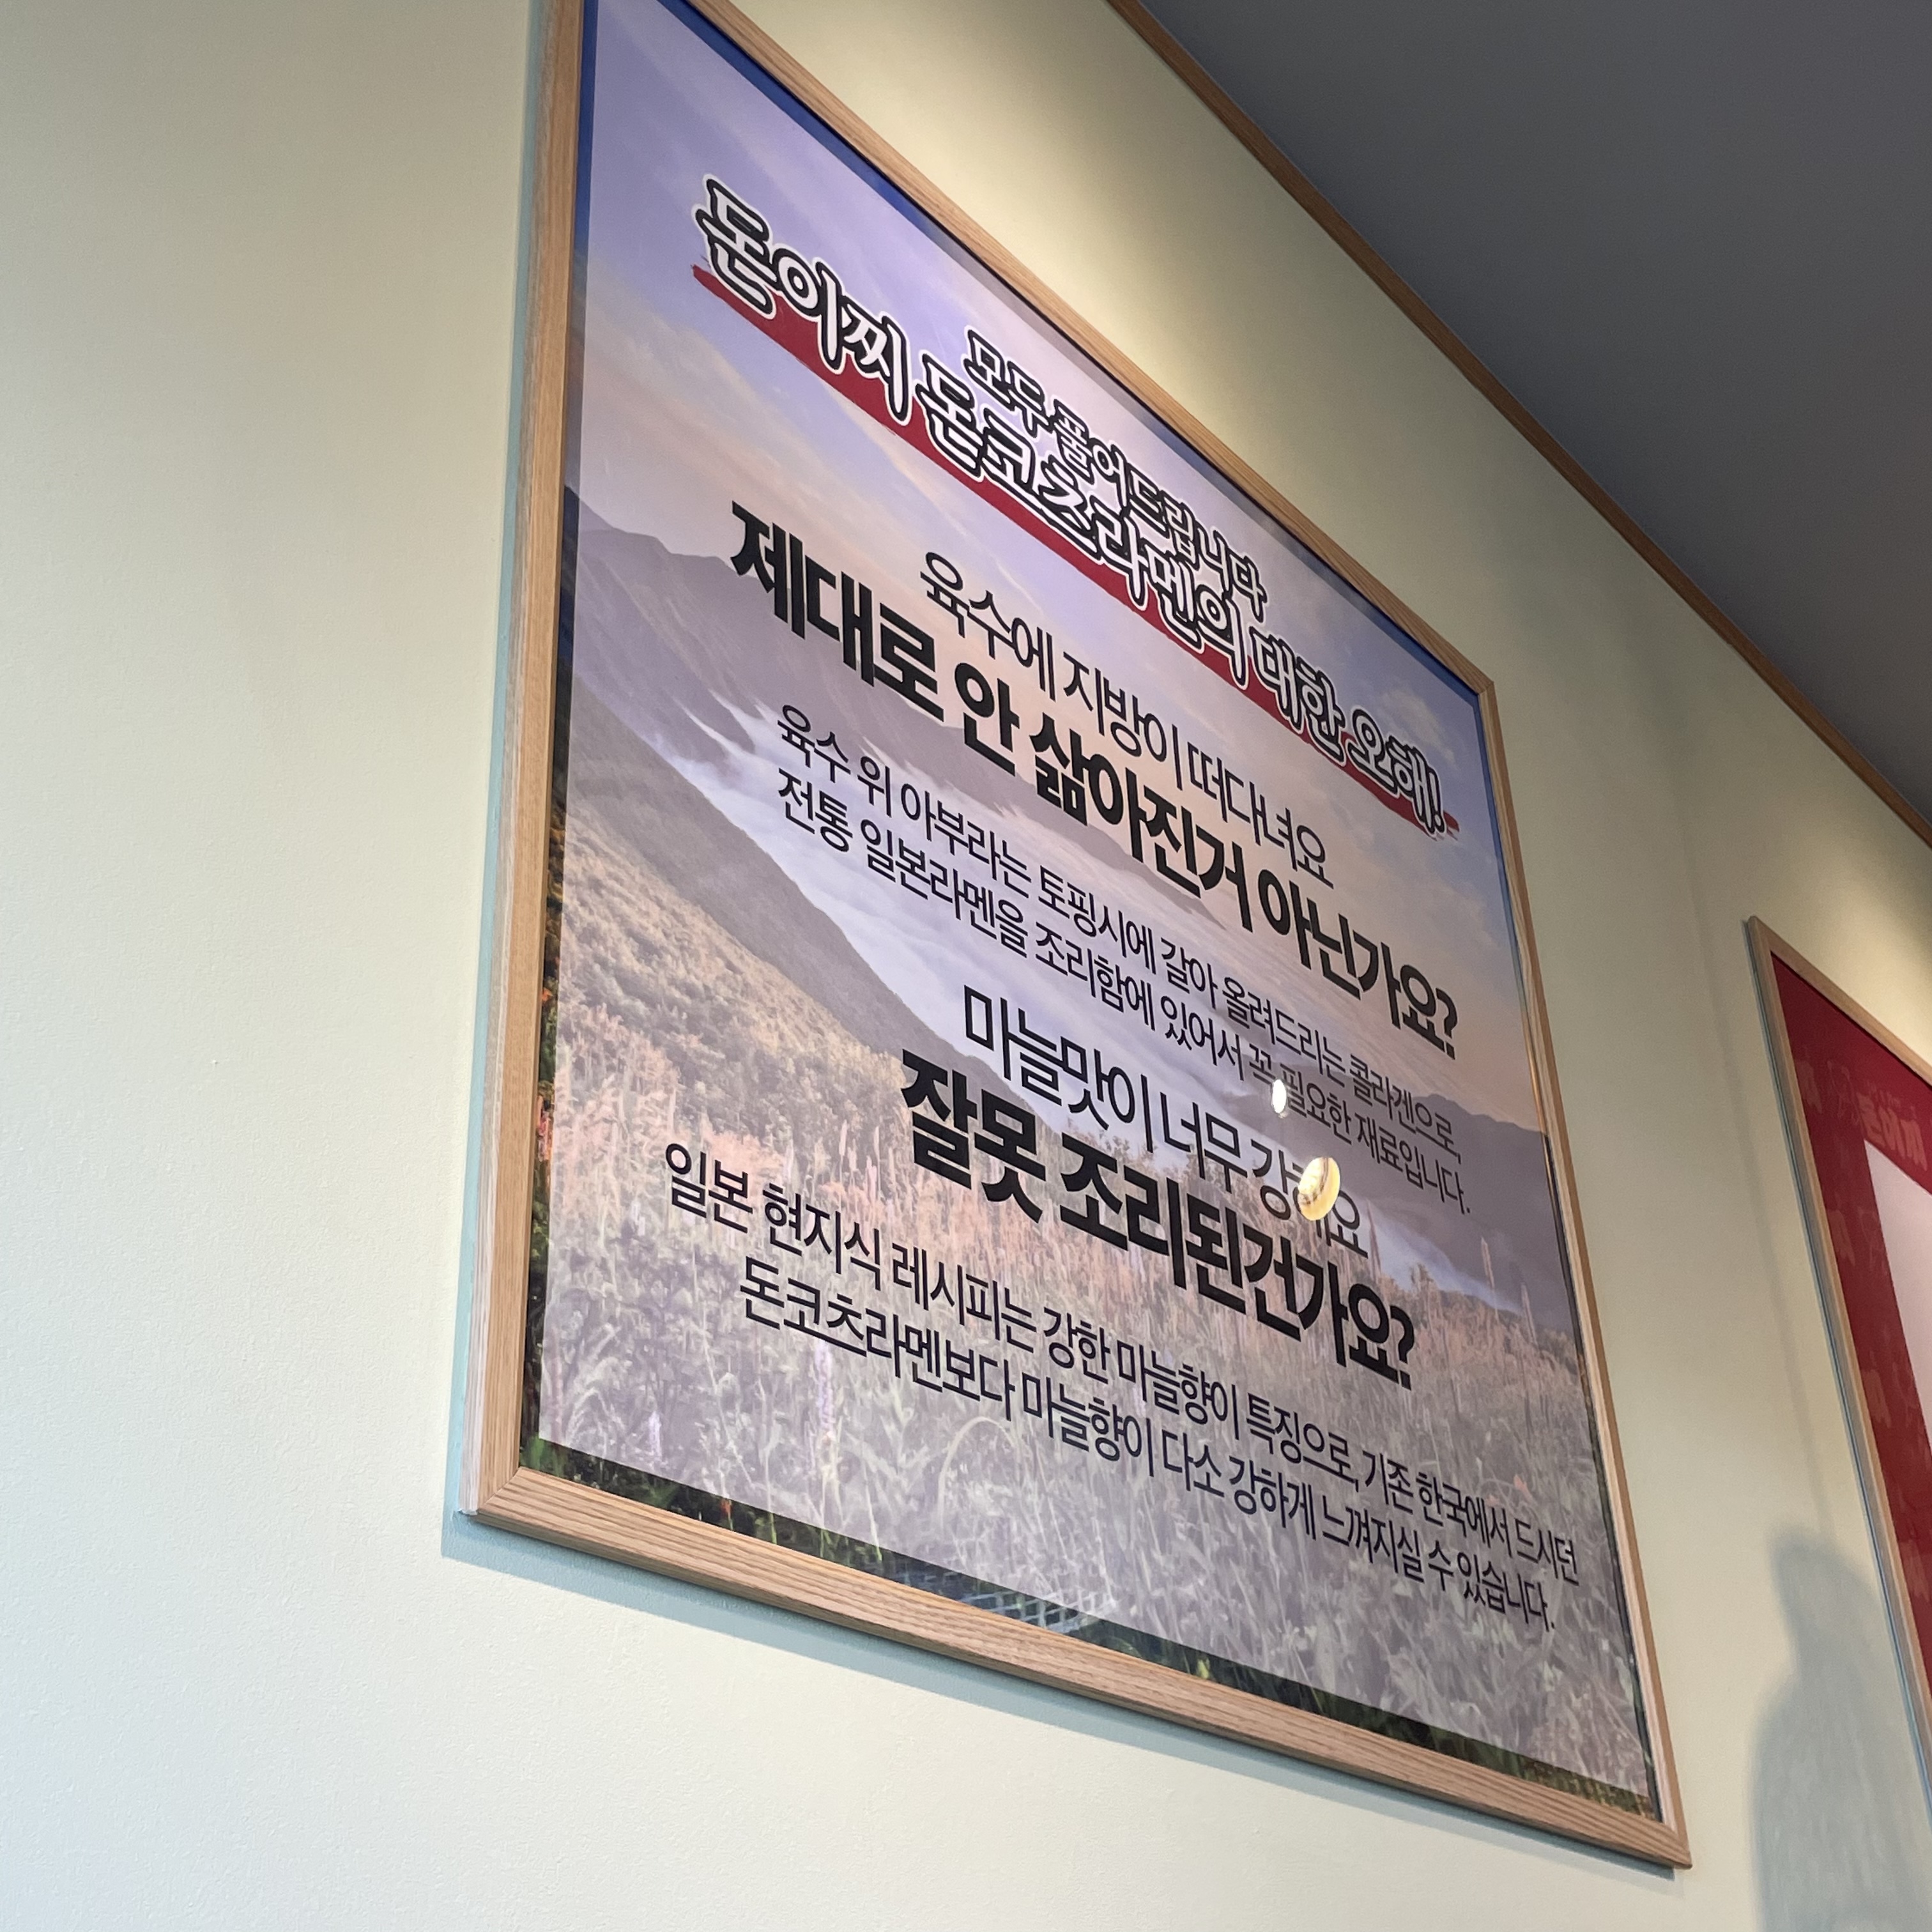 모두 풀어드립니다
돈이찌 돈코츠라멘의 대한 오해!
육수에 지방이 떠다녀요
제대로 안 삶아진거 아닌가요?
육수 위 아부라는 토핑시에 갈아 올려드리는 콜라겐으로,
전통 일본라멘을 조리함에 있어서 꼭 필요한 재료입니다.
마늘맛이 너무 강해요
잘못 조리된건가요?
일본 현지식 레시피는 강한 마늘향이 특징으로, 기존 한국에서 드시던
돈코츠라멘보다 마늘향이 다소 강하게 느껴지실 수 있습니다.